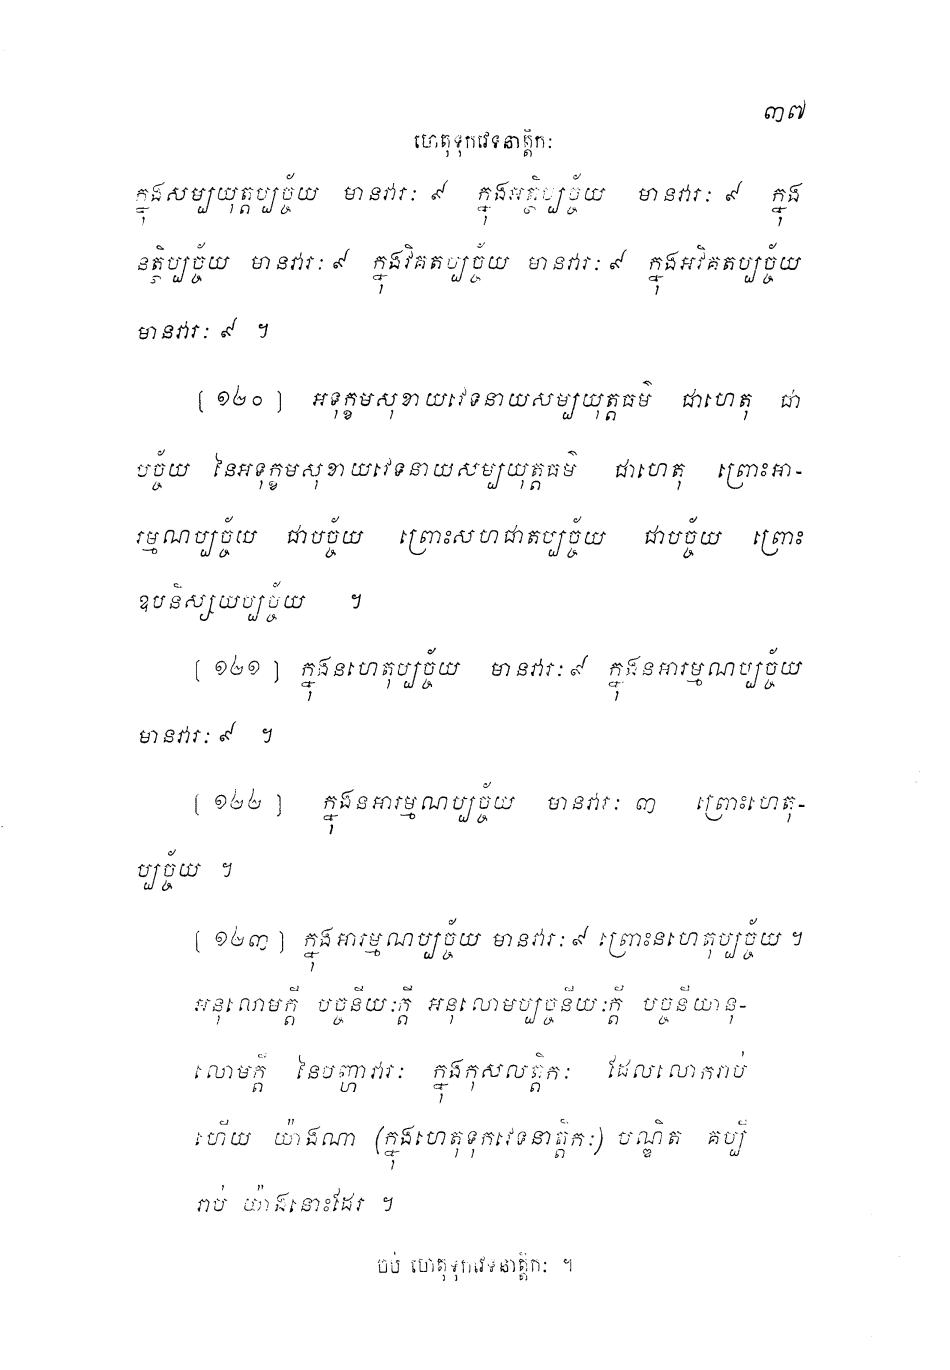 ៣៧
ហេតុទុកវេទនាត្តិកៈ
ក្នុងសម្បយុត្តប្បច្ច័យ មានវារៈ ៩ ក្នុងអត្ថិប្បច្ច័យ មានវារៈ ៩ ក្នុង
នត្ថិប្បច្ច័យ មានវារៈ ៩ ក្នុងវិគតប្បច្ច័យ មានវារៈ ៩ ក្នុងអវិគតប្បច្ច័យ
មានវារៈ ៩ ។
[ ១២០ ] អទុក្ខមសុខាយវេទនាយសម្បយុត្តធម៌ ជាហេតុ ជា
បច្ច័យ នៃអទុក្ខមសុខាយវេទនាយសម្បយុត្តធម៌ ជាហេតុ ព្រោះអា-
រម្មណប្បច្ច័យ ជាបច្ច័យ ព្រោះសហជាតប្បច្ច័យ ជាបច្ច័យ ព្រោះ
ឧបនិស្សយប្បច្ច័យ ។
[ ១២១ ] ក្នុងនហេតុប្បច្ច័យ មានវារៈ ៩ ក្នុងនអារម្មណប្បច្ច័យ
មានវារៈ ៩ ។
[ ១២២ ] ក្នុងនអារម្មណប្បច្ច័យ មានវារៈ ៣ ព្រោះហេតុ-
ប្បច្ច័យ ។
[ ១២៣ ] ក្នុងអារម្មណប្បច្ច័យ មានវារៈ ៩ ព្រោះនហេតុប្បច្ច័យ ។
អនុលោមក្តី បច្ចនីយៈក្តី អនុលោមប្បច្ចនីយៈក្តី បច្ចនីយានុ-
លោមក្តី នៃបញ្ហាវារៈ ក្នុងកុសលត្តិកៈ ដែលលោករាប់
ហើយ យ៉ាងណា (ក្នុងហេតុទុកវេទនាត្តិកៈ) បណ្ឌិត គប្បី
រាប់ យ៉ាងនោះដែរ ។
ចប់ ហេតុទុកវេទនាត្តិកៈ ។